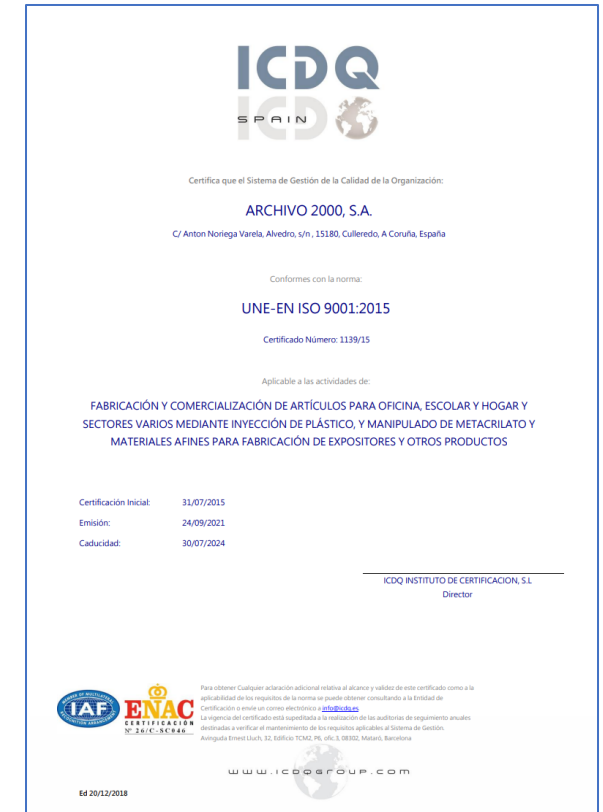 ICDQ
SPAIN
Certifica que el Sistema de Gestión de la Calidad de la Organización:
ARCHIVO 2000, S.A.
C/ Anton Noriega Varela, Alvedro, s/n , 15180, Culleredo, A Coruña, España
Conformes con la norma:
UNE-EN ISO 9001:2015
Certificado Número: 1139/15
Aplicable a las actividades de:
FABRICACIÓN Y COMERCIALIZACIÓN DE ARTÍCULOS PARA OFICINA, ESCOLAR Y HOGAR Y
SECTORES VARIOS MEDIANTE INYECCIÓN DE PLÁSTICO, Y MANIPULADO DE METACRILATO Y
MATERIALES AFINES PARA FABRICACIÓN DE EXPOSITORES Y OTROS PRODUCTOS
Certificación Inicial: 31/07/2015
Emisión: 24/09/2021
Caducidad: 30/07/2024
ICDQ INSTITUTO DE CERTIFICACION, S.L
Director
MEMBER OF MULTILATERAL
IAF
RECOGNITION ARRANGEMENT
ENAC
CERTIFICACIÓN
Nº 26/C-SC046
Para obtener Cualquier aclaración adicional relativa al alcance y validez de este certificado como a la
aplicabilidad de los requisitos de la norma se puede obtener consultando a la Entidad de
Certificación o envíe un correo electrónico a info@icdq.es
La vigencia del certificado está supeditada a la realización de las auditorías de seguimiento anuales
destinadas a verificar el mantenimiento de los requisitos aplicables al Sistema de Gestión.
Avinguda Ernest Lluch, 32, Edificio TCM2, P6, ofic.3, 08302, Mataró, Barcelona
www.icdqgroup.com
Ed 20/12/2018